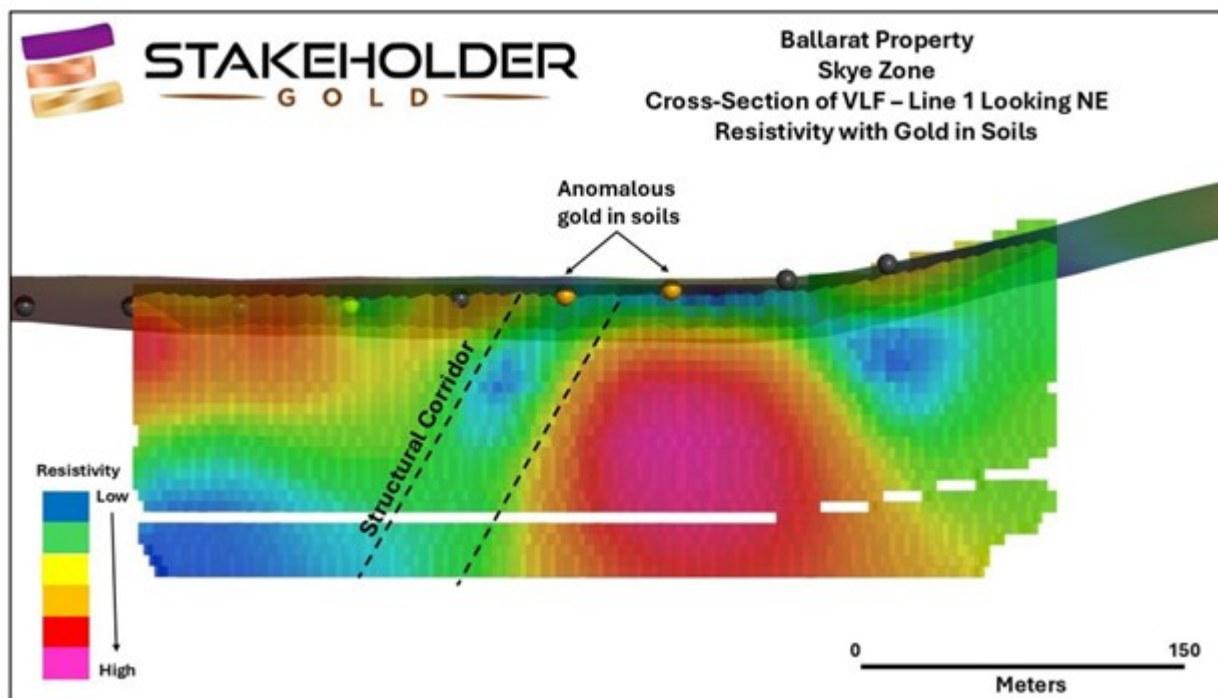 STAKEHOLDER
GOLD
Ballarat Property
Skye Zone
Cross-Section of VLF – Line 1 Looking NE
Resistivity with Gold in Soils
Anomalous
gold in soils
Structural Corridor
Resistivity
Low
High
0 150
Meters